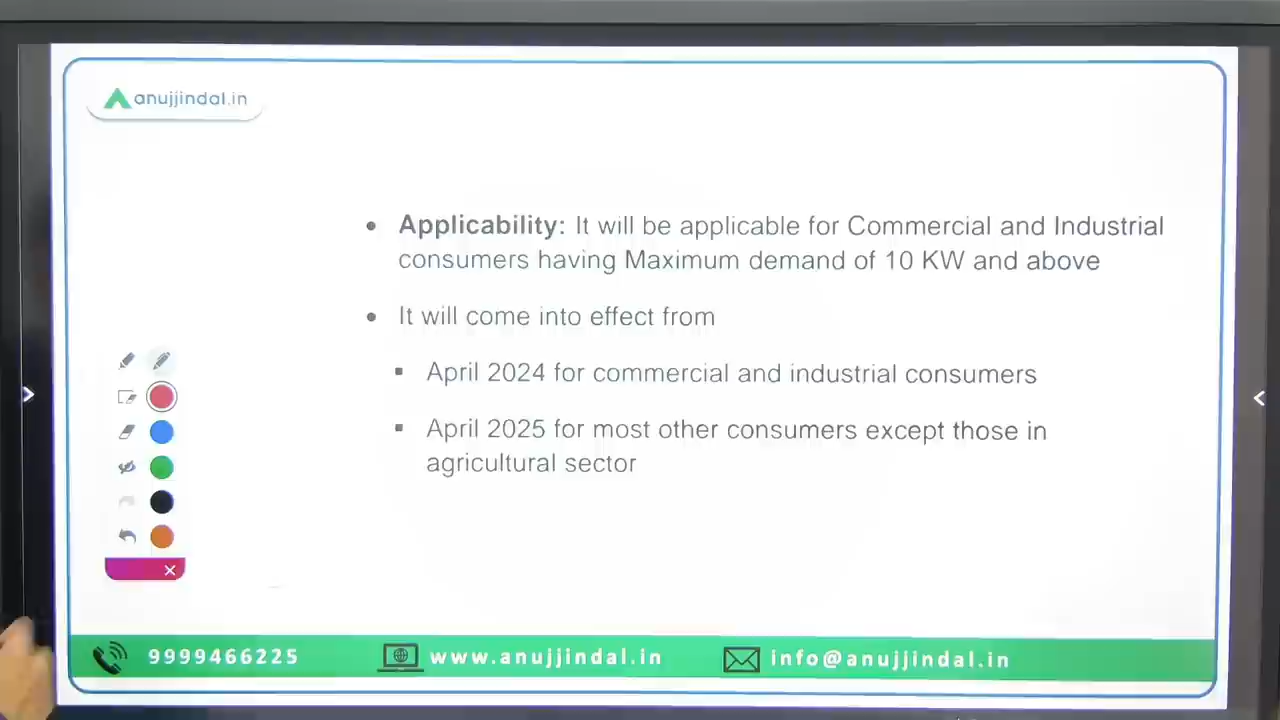 anujjindal.in
• Applicability: It will be applicable for Commercial and Industrial
consumers having Maximum demand of 10 KW and above
• It will come into effect from
▪ April 2024 for commercial and industrial consumers
▪ April 2025 for most other consumers except those in
agricultural sector
9999466225 www.anujjindal.in info@anujjindal.in